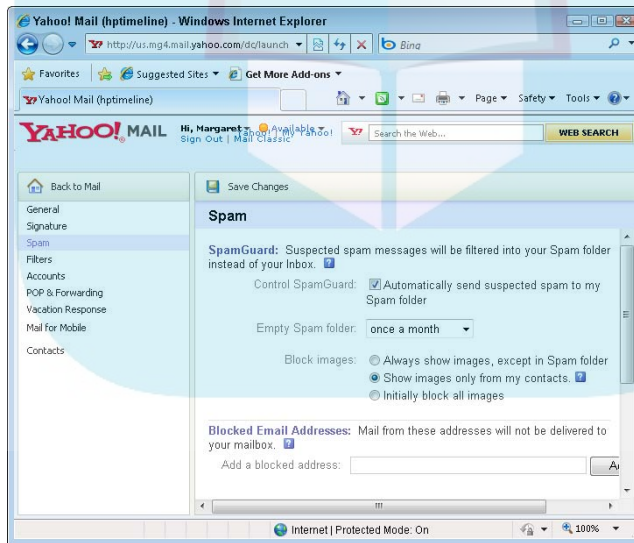 Yahoo! Mail (hptimeline) - Windows Internet Explorer
http://us.mg4.mail.yahoo.com/dc/launch
Bing
Favorites Suggested Sites Get More Add-ons
Yahoo! Mail (hptimeline) Page Safety Tools
YAHOO! MAIL Hi, Margaret Available Search the Web... WEB SEARCH
Sign Out | Mail Classic Yahoo! My Yahoo!
Back to Mail
Save Changes
General
Signature
Spam
Filters
Accounts
POP & Forwarding
Vacation Response
Mail for Mobile
Contacts
Spam
SpamGuard: Suspected spam messages will be filtered into your Spam folder
instead of your Inbox. ?
Control SpamGuard: Automatically send suspected spam to my
Spam folder
Empty Spam folder: once a month
Block images: Always show images, except in Spam folder
Show images only from my contacts. ?
Initially block all images
Blocked Email Addresses: Mail from these addresses will not be delivered to
your mailbox. ?
Add a blocked address:
Internet | Protected Mode: On 100%